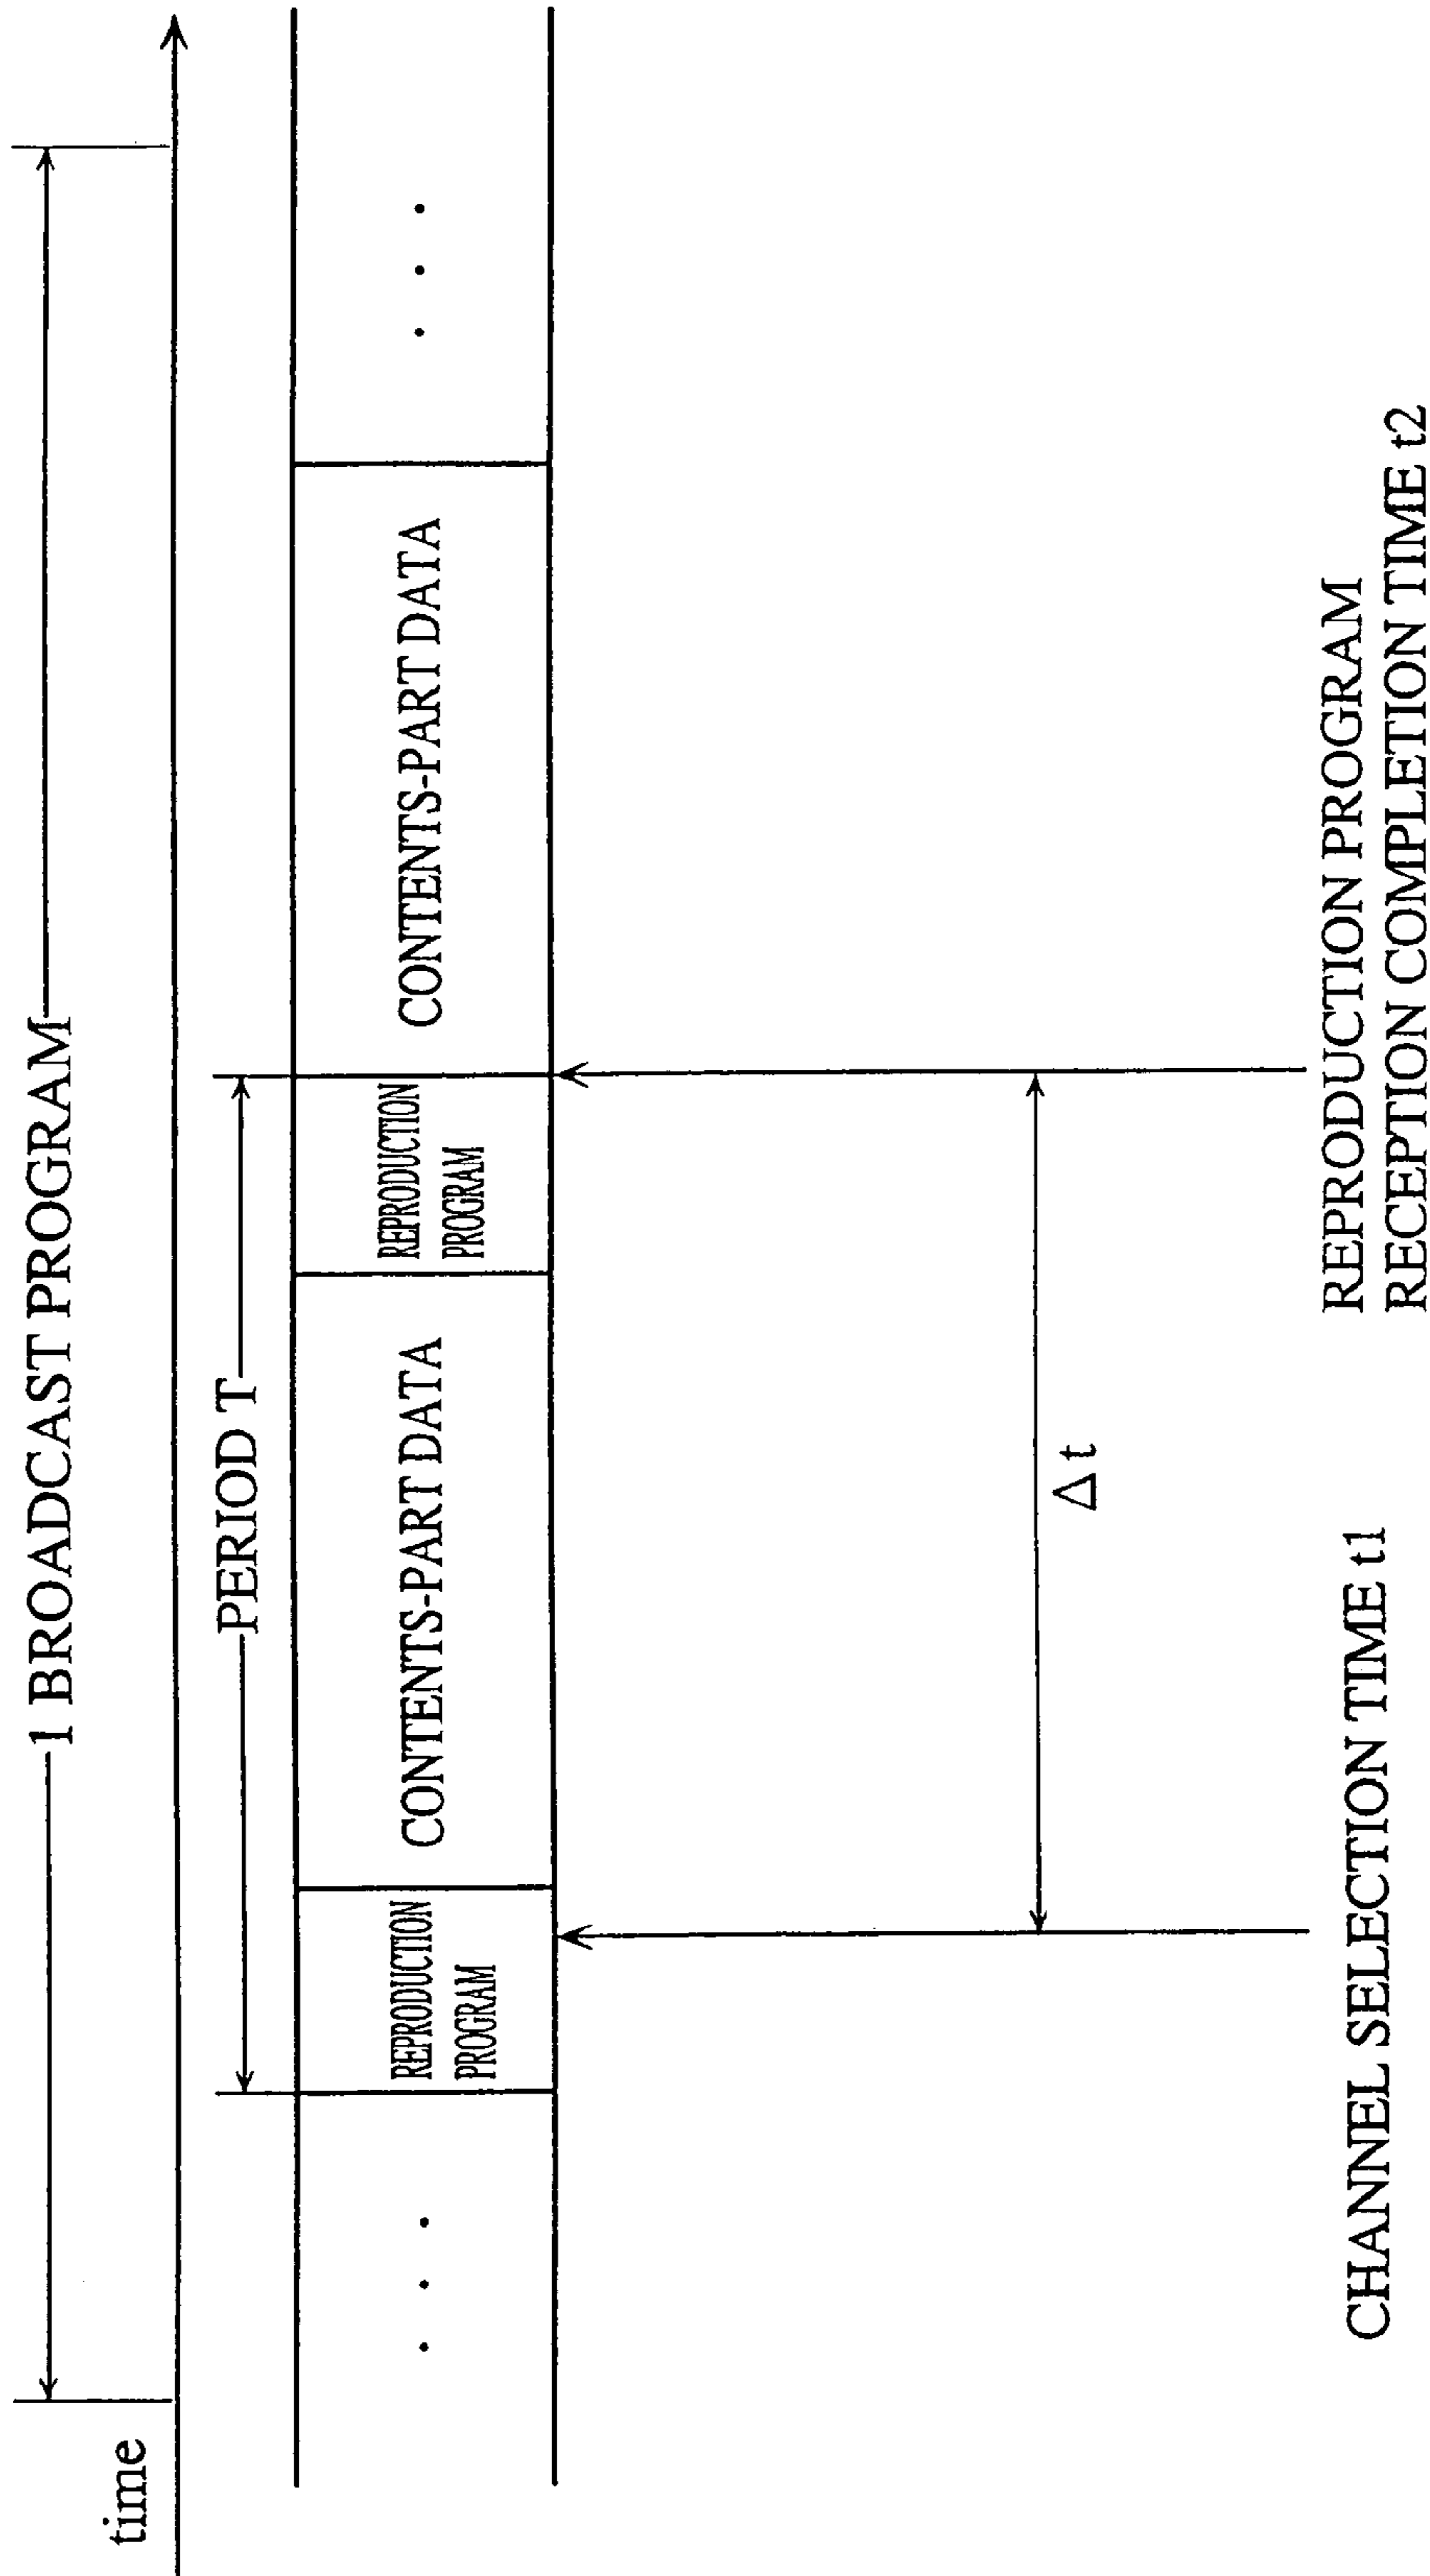 1 BROADCAST PROGRAM
time
PERIOD T
. . .
REPRODUCTION
PROGRAM
CONTENTS-PART DATA
REPRODUCTION
PROGRAM
CONTENTS-PART DATA
. . .
Δt
CHANNEL SELECTION TIME t1
REPRODUCTION PROGRAM
RECEPTION COMPLETION TIME t2